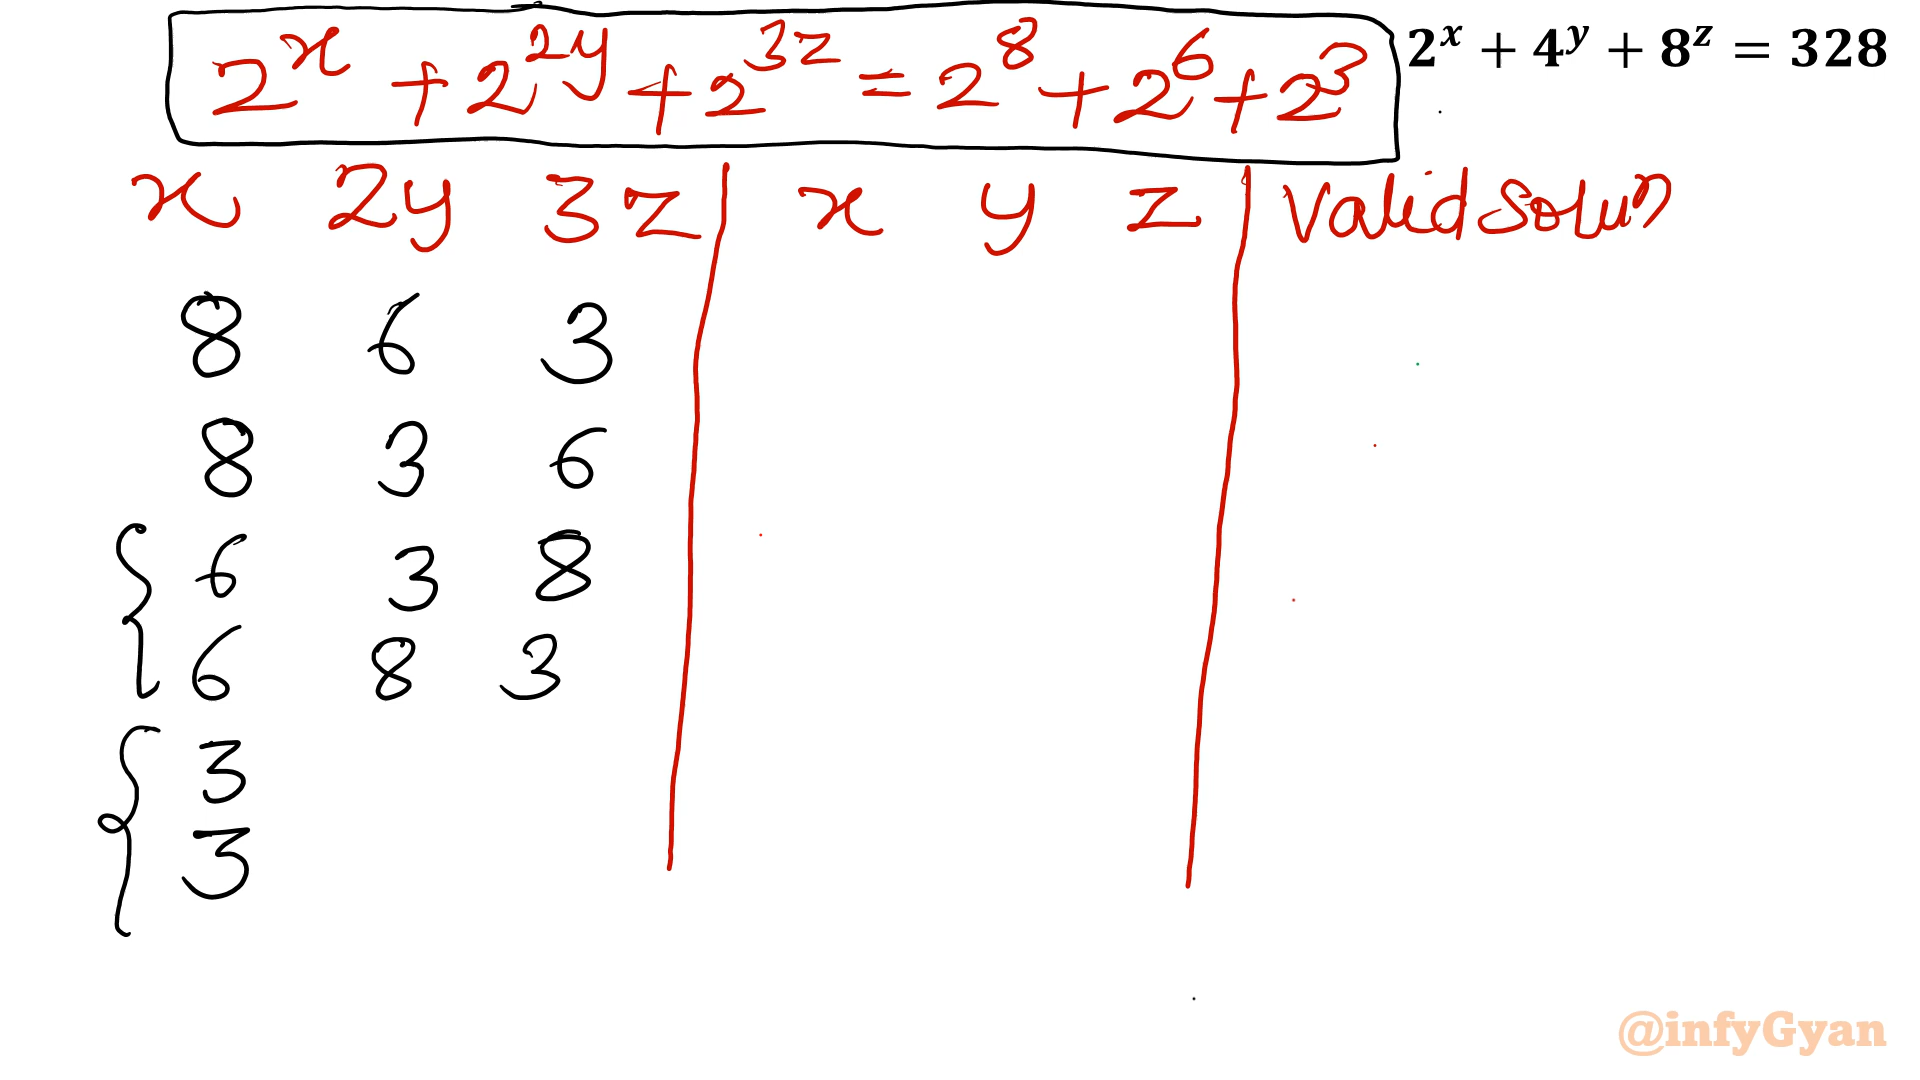 2^x + 2^{2y} + 2^{3z} = 2^8 + 2^6 + 2^3
2^x + 4^y + 8^z = 328
x 2y 3z x y z Valid Solun
8 6 3
8 3 6
6 3 8
6 8 3
3
3
@infyGyan